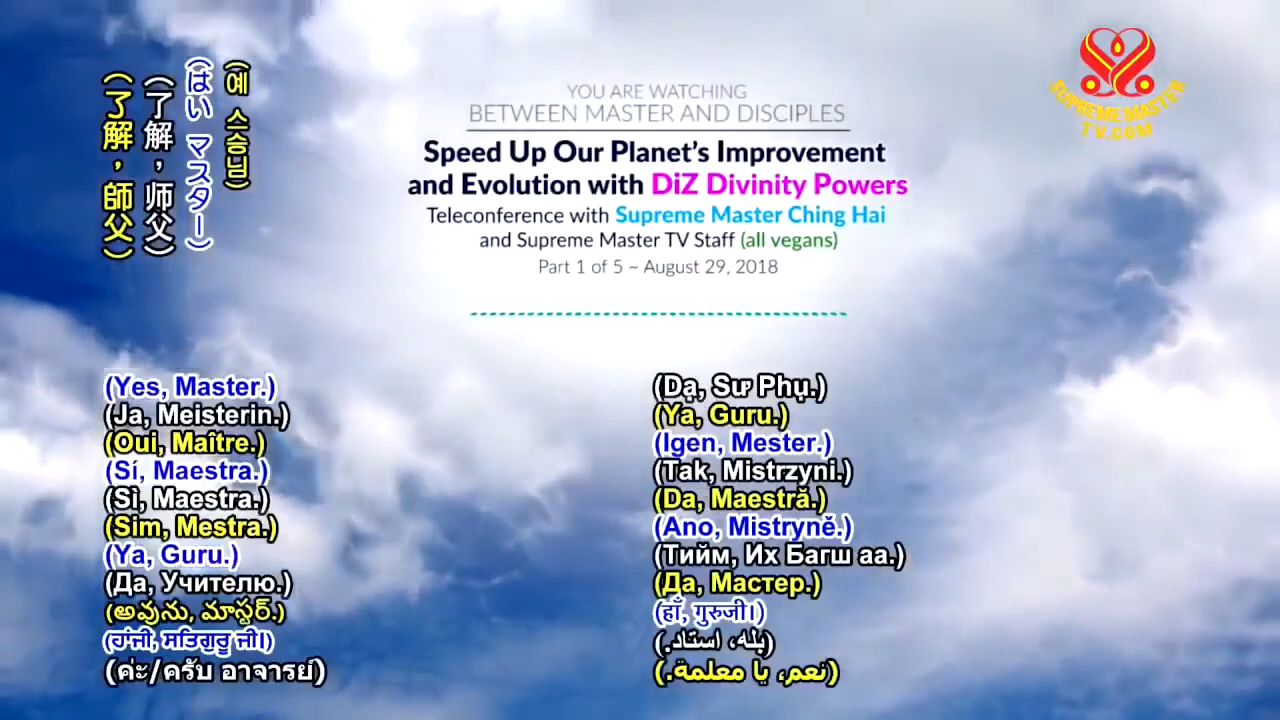 (예 스승님)
(はい マスター)
(了解，师父)
(了解，師父)
YOU ARE WATCHING
BETWEEN MASTER AND DISCIPLES
Speed Up Our Planet's Improvement
and Evolution with DiZ Divinity Powers
Teleconference with Supreme Master Ching Hai
and Supreme Master TV Staff (all vegans)
Part 1 of 5 ~ August 29, 2018
SUPREME MASTER
TV.COM
(Yes, Master.)
(Ja, Meisterin.)
(Oui, Maître.)
(Sí, Maestra.)
(Sì, Maestra.)
(Sim, Mestra.)
(Ya, Guru.)
(Да, Учителю.)
(అవును, మాస్టర్.)
(ਹਾਂਜੀ, ਸਤਿਗੁਰੂ ਜੀ।)
(ค่ะ/ครับ อาจารย์)
(Dạ, Sư Phụ.)
(Ya, Guru.)
(Igen, Mester.)
(Tak, Mistrzyni.)
(Da, Maestră.)
(Ano, Mistryně.)
(Тийм, Их Багш аа.)
(Да, Мастер.)
(हाँ, गुरुजी।)
(بله، استاد.)
(نعم، يا معلمة.)